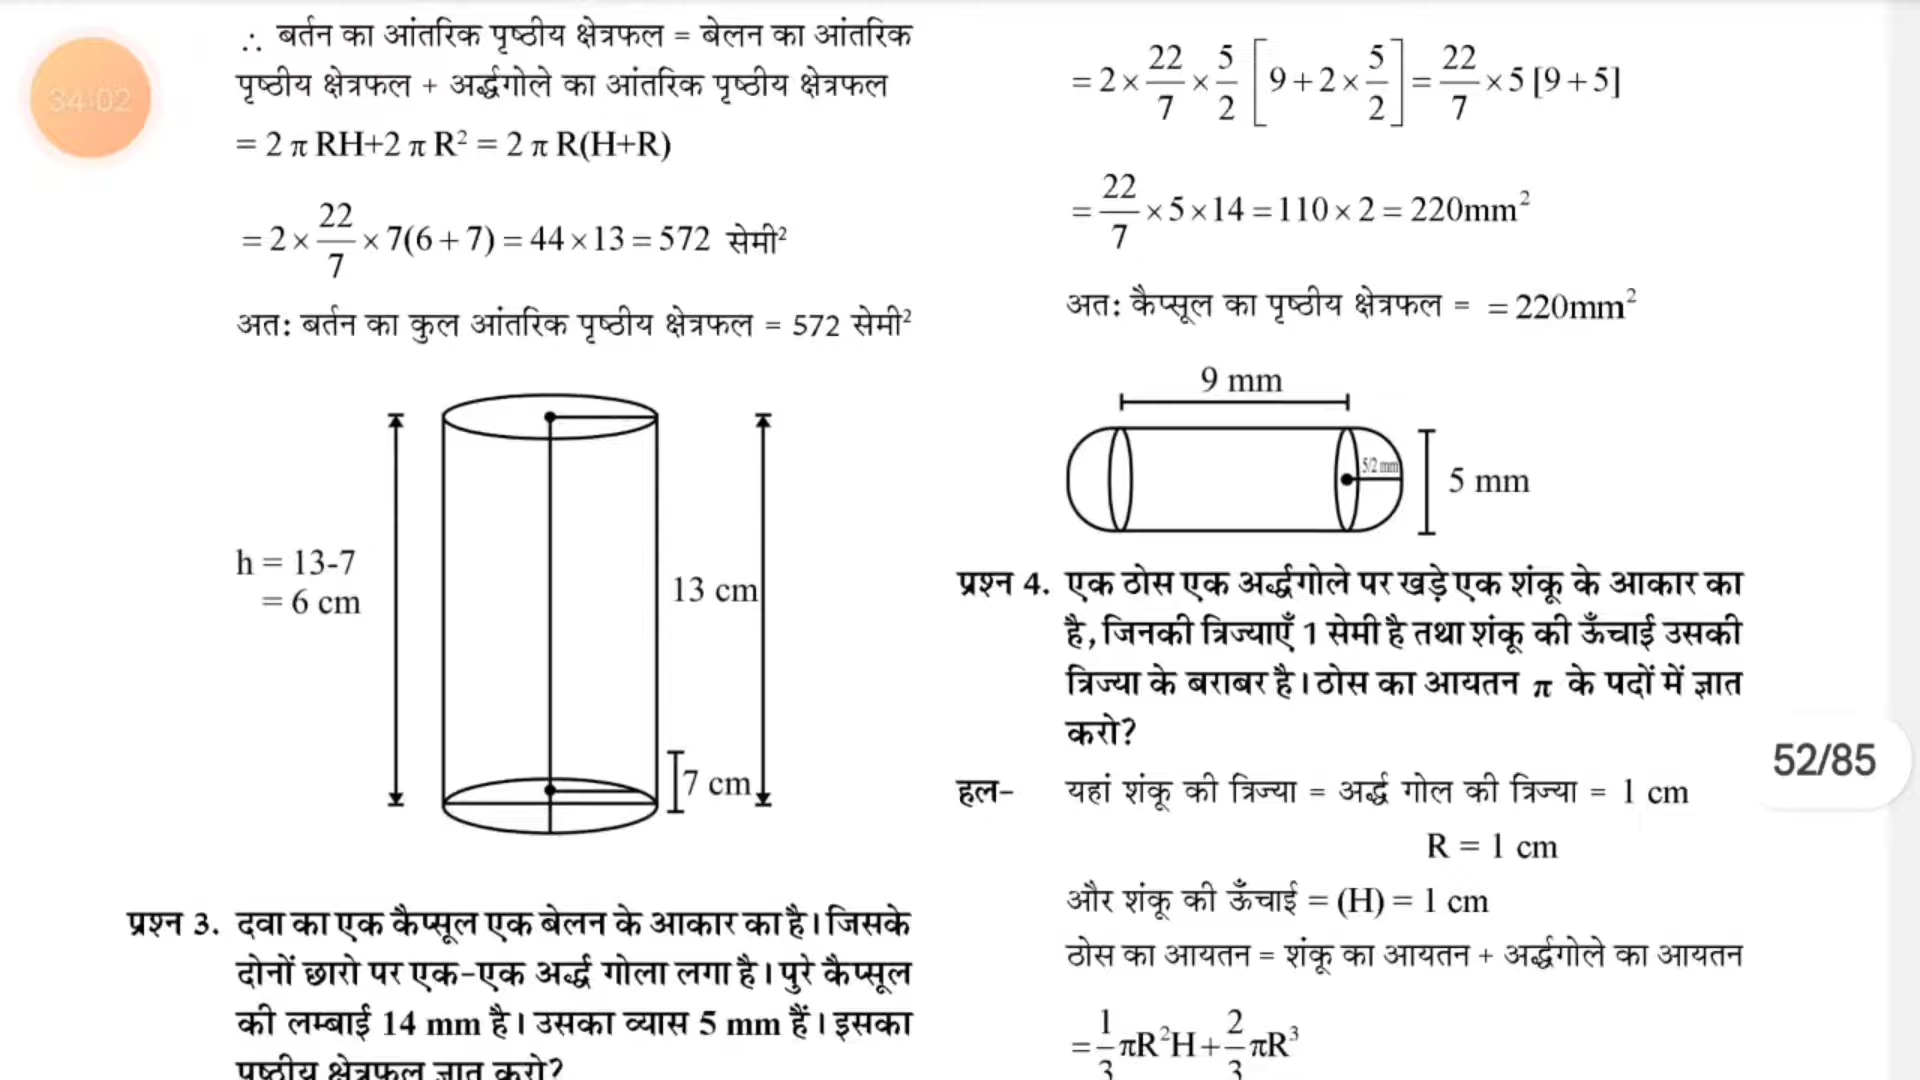 34:02
∴ बर्तन का आंतरिक पृष्ठीय क्षेत्रफल = बेलन का आंतरिक
पृष्ठीय क्षेत्रफल + अर्द्धगोले का आंतरिक पृष्ठीय क्षेत्रफल
= 2 π RH+2 π R² = 2 π R(H+R)
= 2 × 22/7 × 7(6 + 7) = 44 × 13 = 572 सेमी²
अत: बर्तन का कुल आंतरिक पृष्ठीय क्षेत्रफल = 572 सेमी²
h = 13-7
= 6 cm
13 cm
7 cm
प्रश्न 3. दवा का एक कैप्सूल एक बेलन के आकार का है। जिसके
दोनों छारो पर एक-एक अर्द्ध गोला लगा है। पुरे कैप्सूल
की लम्बाई 14 mm है। उसका व्यास 5 mm हैं। इसका
पृष्ठीय क्षेत्रफल ज्ञात करो?
= 2 × 22/7 × 5/2 [9 + 2 × 5/2] = 22/7 × 5 [9 + 5]
= 22/7 × 5 × 14 = 110 × 2 = 220mm²
अत: कैप्सूल का पृष्ठीय क्षेत्रफल = = 220mm²
9 mm
5/2 mm
5 mm
प्रश्न 4. एक ठोस एक अर्द्धगोले पर खड़े एक शंकू के आकार का
है, जिनकी त्रिज्याएँ 1 सेमी है तथा शंकू की ऊँचाई उसकी
त्रिज्या के बराबर है। ठोस का आयतन π के पदों में ज्ञात
करो?
हल- यहां शंकू की त्रिज्या = अर्द्ध गोल की त्रिज्या = 1 cm
R = 1 cm
और शंकू की ऊँचाई = (H) = 1 cm
ठोस का आयतन = शंकू का आयतन + अर्द्धगोले का आयतन
= 1/3 πR²H + 2/3 πR³
52/85